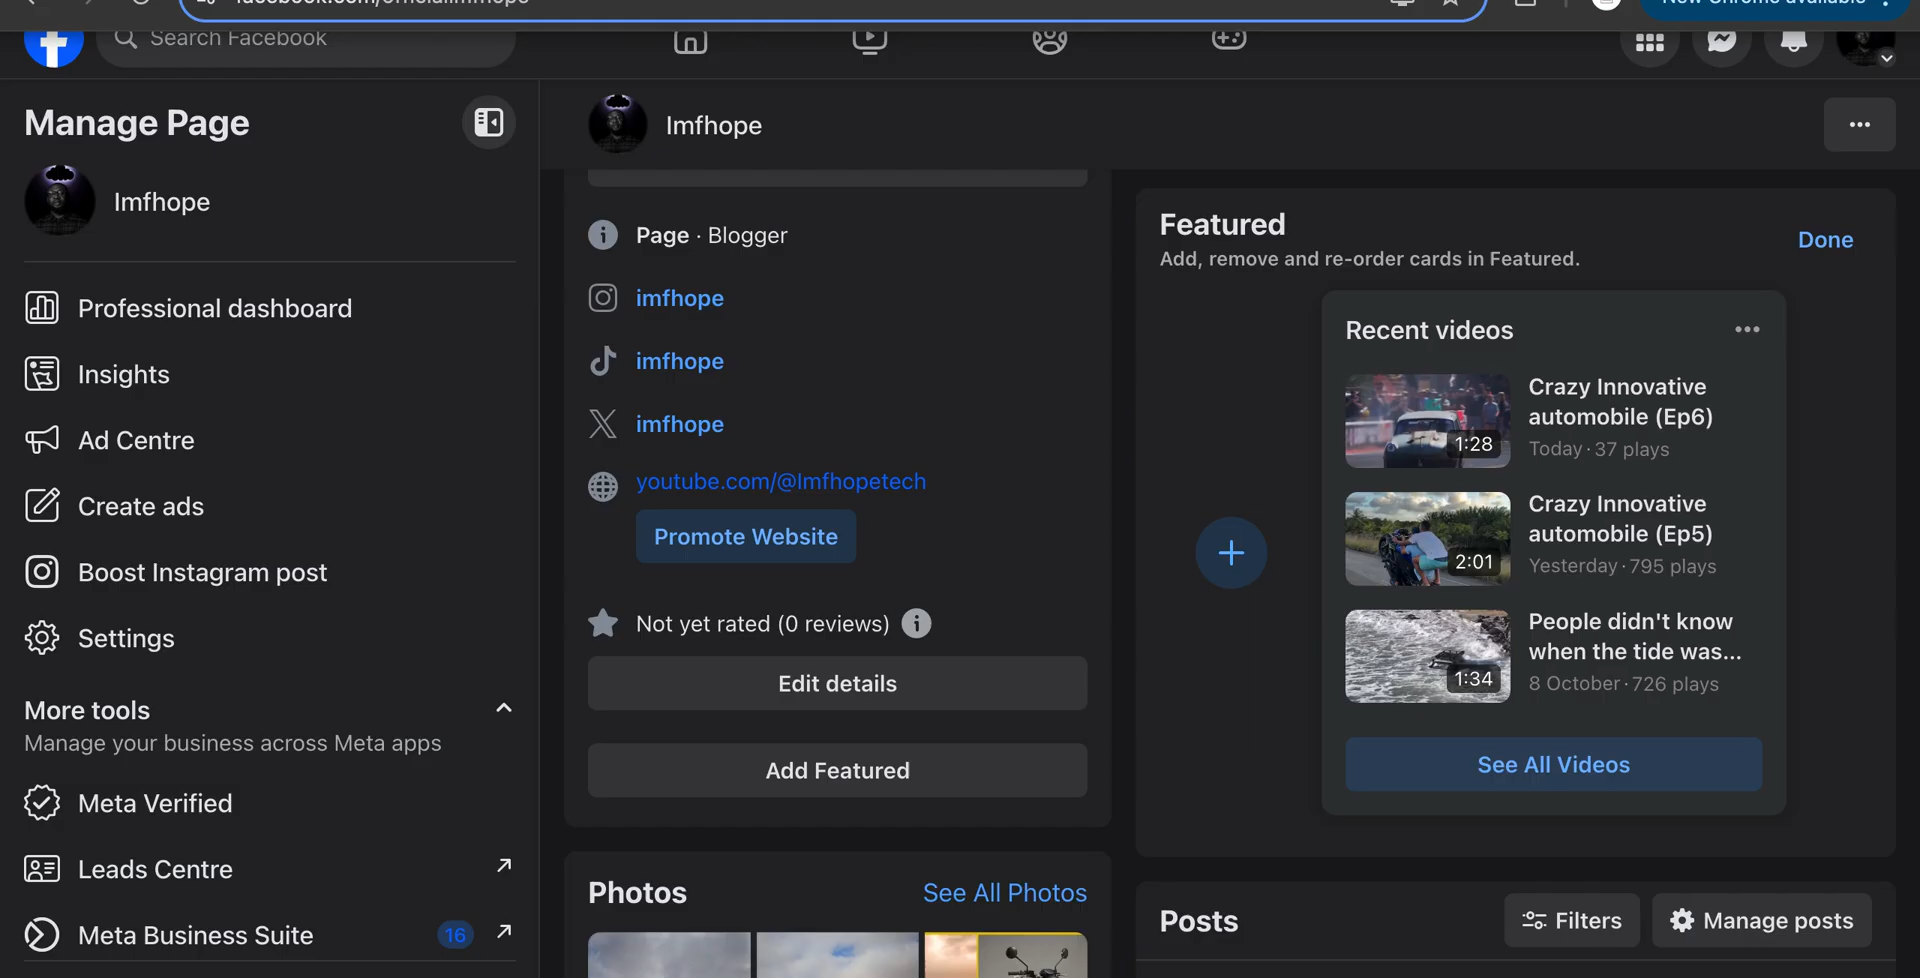 Search Facebook
Manage Page
Imfhope
Professional dashboard
Insights
Ad Centre
Create ads
Boost Instagram post
Settings
More tools
Manage your business across Meta apps
Meta Verified
Leads Centre
Meta Business Suite
16
Imfhope
Page · Blogger
imfhope
imfhope
imfhope
youtube.com/@Imfhopetech
Promote Website
Not yet rated (0 reviews)
Edit details
Add Featured
Photos
See All Photos
Featured
Done
Add, remove and re-order cards in Featured.
Recent videos
Crazy Innovative
automobile (Ep6)
1:28
Today · 37 plays
Crazy Innovative
automobile (Ep5)
2:01
Yesterday · 795 plays
People didn't know
when the tide was...
1:34
8 October · 726 plays
See All Videos
Posts
Filters
Manage posts